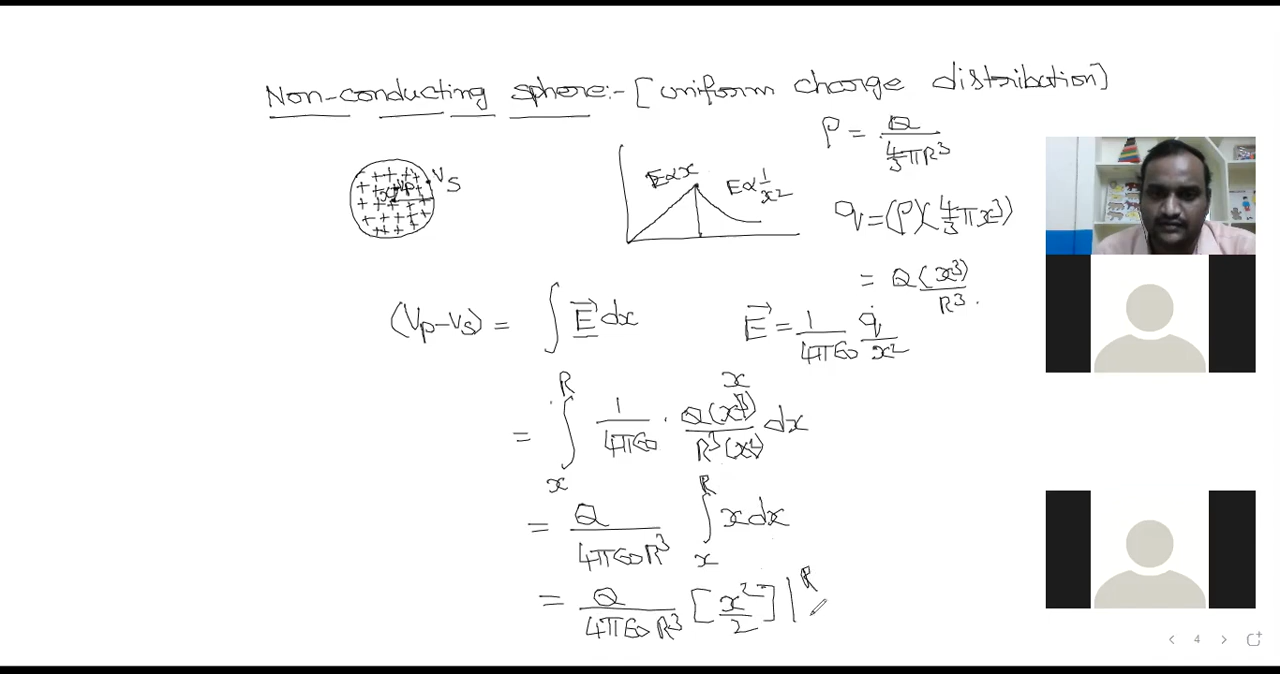 Non-conducting sphere:- [uniform charge distribution]
ρ = Q / (4/3 πR³)
Vs
Vp
x
E∝x
E∝1/x²
q = (ρ)(4/3 πx³)
= Q (x³)/R³.
(Vp-Vs) = ∫ E⃗ dx
E⃗ = 1/4πε0 q/x²
= ∫ₓᴿ 1/4πε0 · Q(x³)/R³(x²) dx
x
= Q/4πε0R³ ∫ₓᴿ x dx
= Q/4πε0R³ [x²/2] |ᴿ
< 4 >